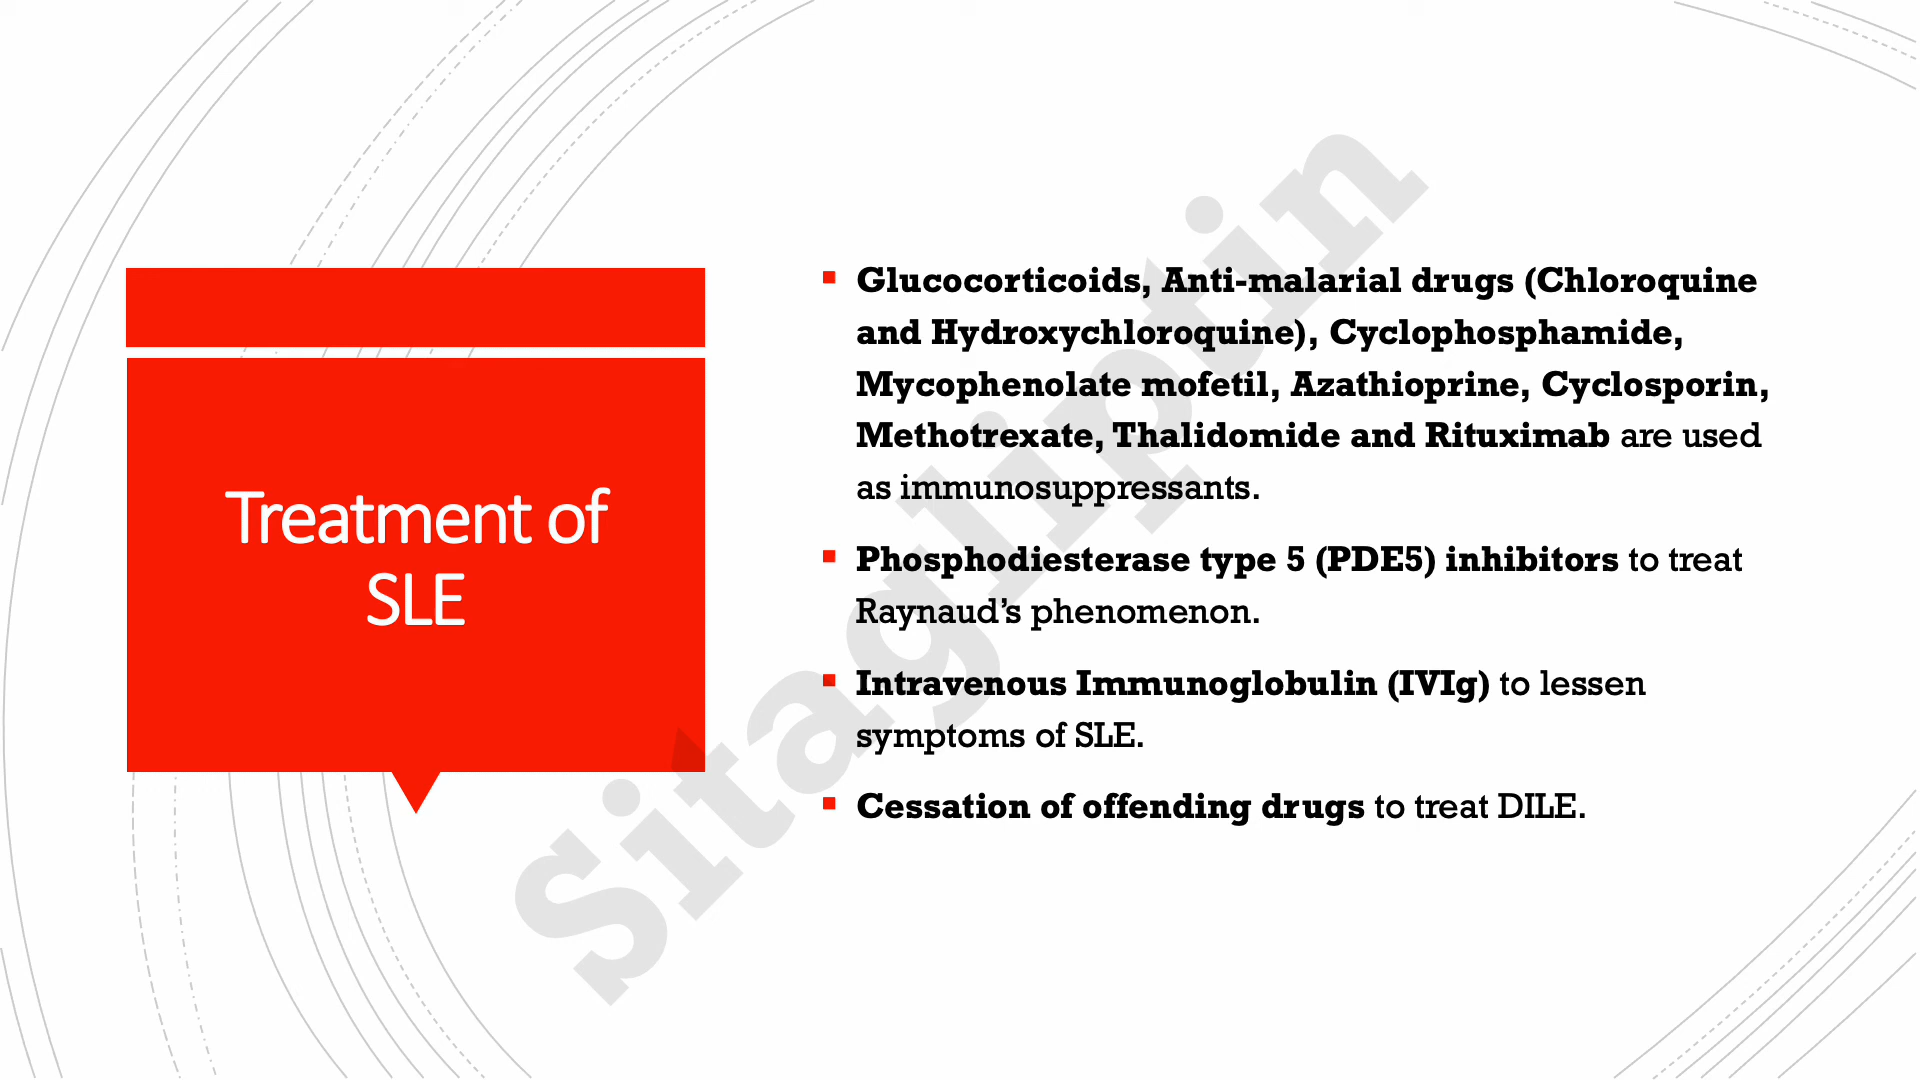 Treatment of
SLE
Glucocorticoids, Anti-malarial drugs (Chloroquine
and Hydroxychloroquine), Cyclophosphamide,
Mycophenolate mofetil, Azathioprine, Cyclosporin,
Methotrexate, Thalidomide and Rituximab are used
as immunosuppressants.
Phosphodiesterase type 5 (PDE5) inhibitors to treat
Raynaud’s phenomenon.
Intravenous Immunoglobulin (IVIg) to lessen
symptoms of SLE.
Cessation of offending drugs to treat DILE.
Sitagliptin